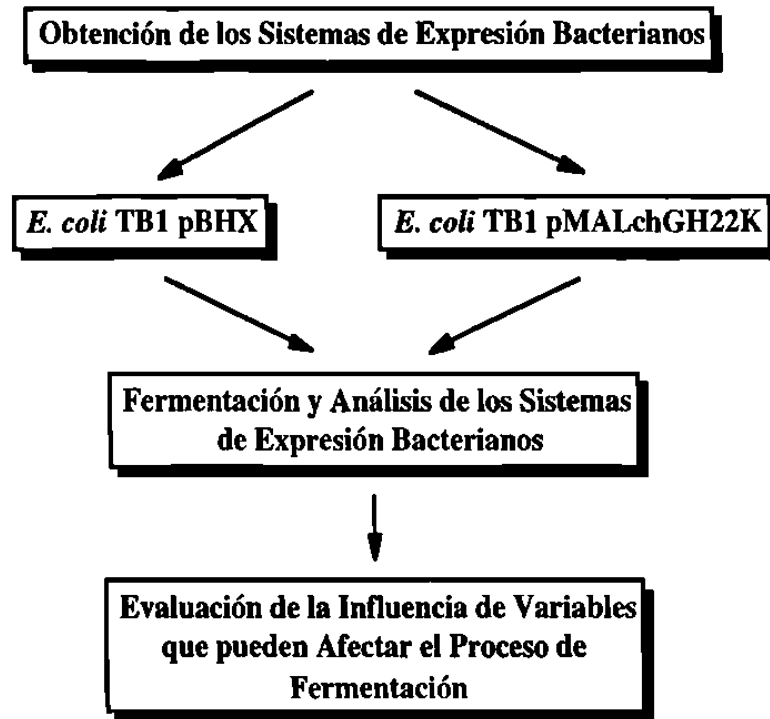 Obtención de los Sistemas de Expresión Bacterianos
E. coli TB1 pBHX
E. coli TB1 pMALchGH22K
Fermentación y Análisis de los Sistemas
de Expresión Bacterianos
Evaluación de la Influencia de Variables
que pueden Afectar el Proceso de
Fermentación